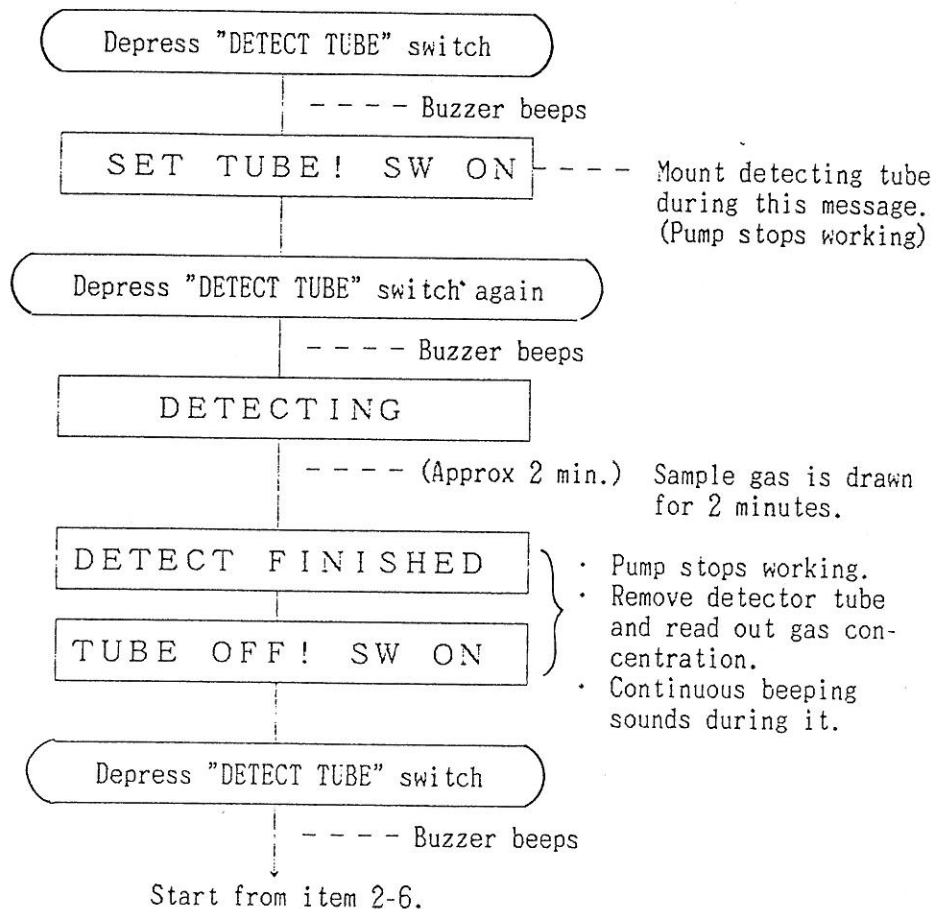 Depress "DETECT TUBE" switch
Buzzer beeps
SET TUBE! SW ON
Mount detecting tube
during this message.
(Pump stops working)
Depress "DETECT TUBE" switch again
Buzzer beeps
DETECTING
(Approx 2 min.) Sample gas is drawn
for 2 minutes.
DETECT FINISHED
TUBE OFF! SW ON
· Pump stops working.
· Remove detector tube
and read out gas con-
centration.
· Continuous beeping
sounds during it.
Depress "DETECT TUBE" switch
Buzzer beeps
Start from item 2-6.